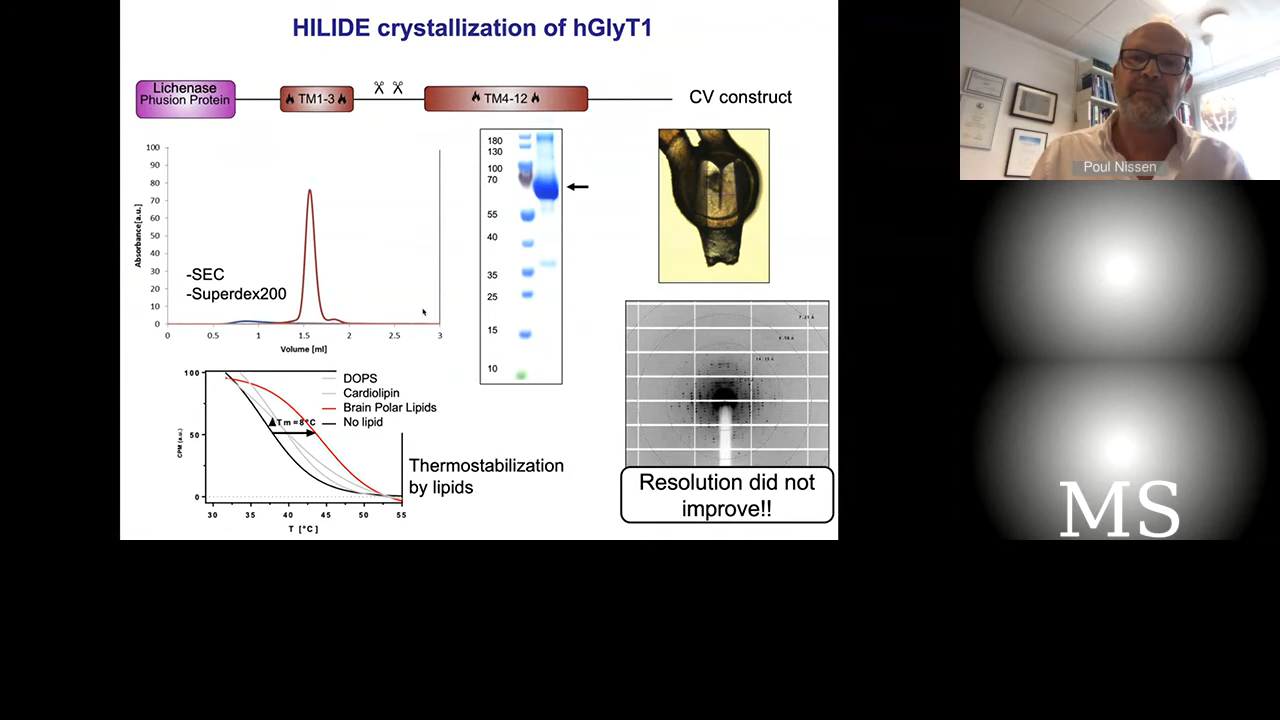 HILIDE crystallization of hGlyT1
Lichenase
Phusion Protein
TM1-3
TM4-12
CV construct
100
90
80
70
60
50
40
30
20
10
0
Absorbance[a.u.]
-SEC
-Superdex200
0
0.5
1
1.5
2
2.5
3
Volume [ml]
180
130
100
70
55
40
35
25
15
10
100
50
0
CPM (a.u.)
DOPS
Cardiolipin
Brain Polar Lipids
No lipid
▲Tm=8°C
30
35
40
45
50
55
T [°C]
Thermostabilization
by lipids
Resolution did not
improve!!
Poul Nissen
MS